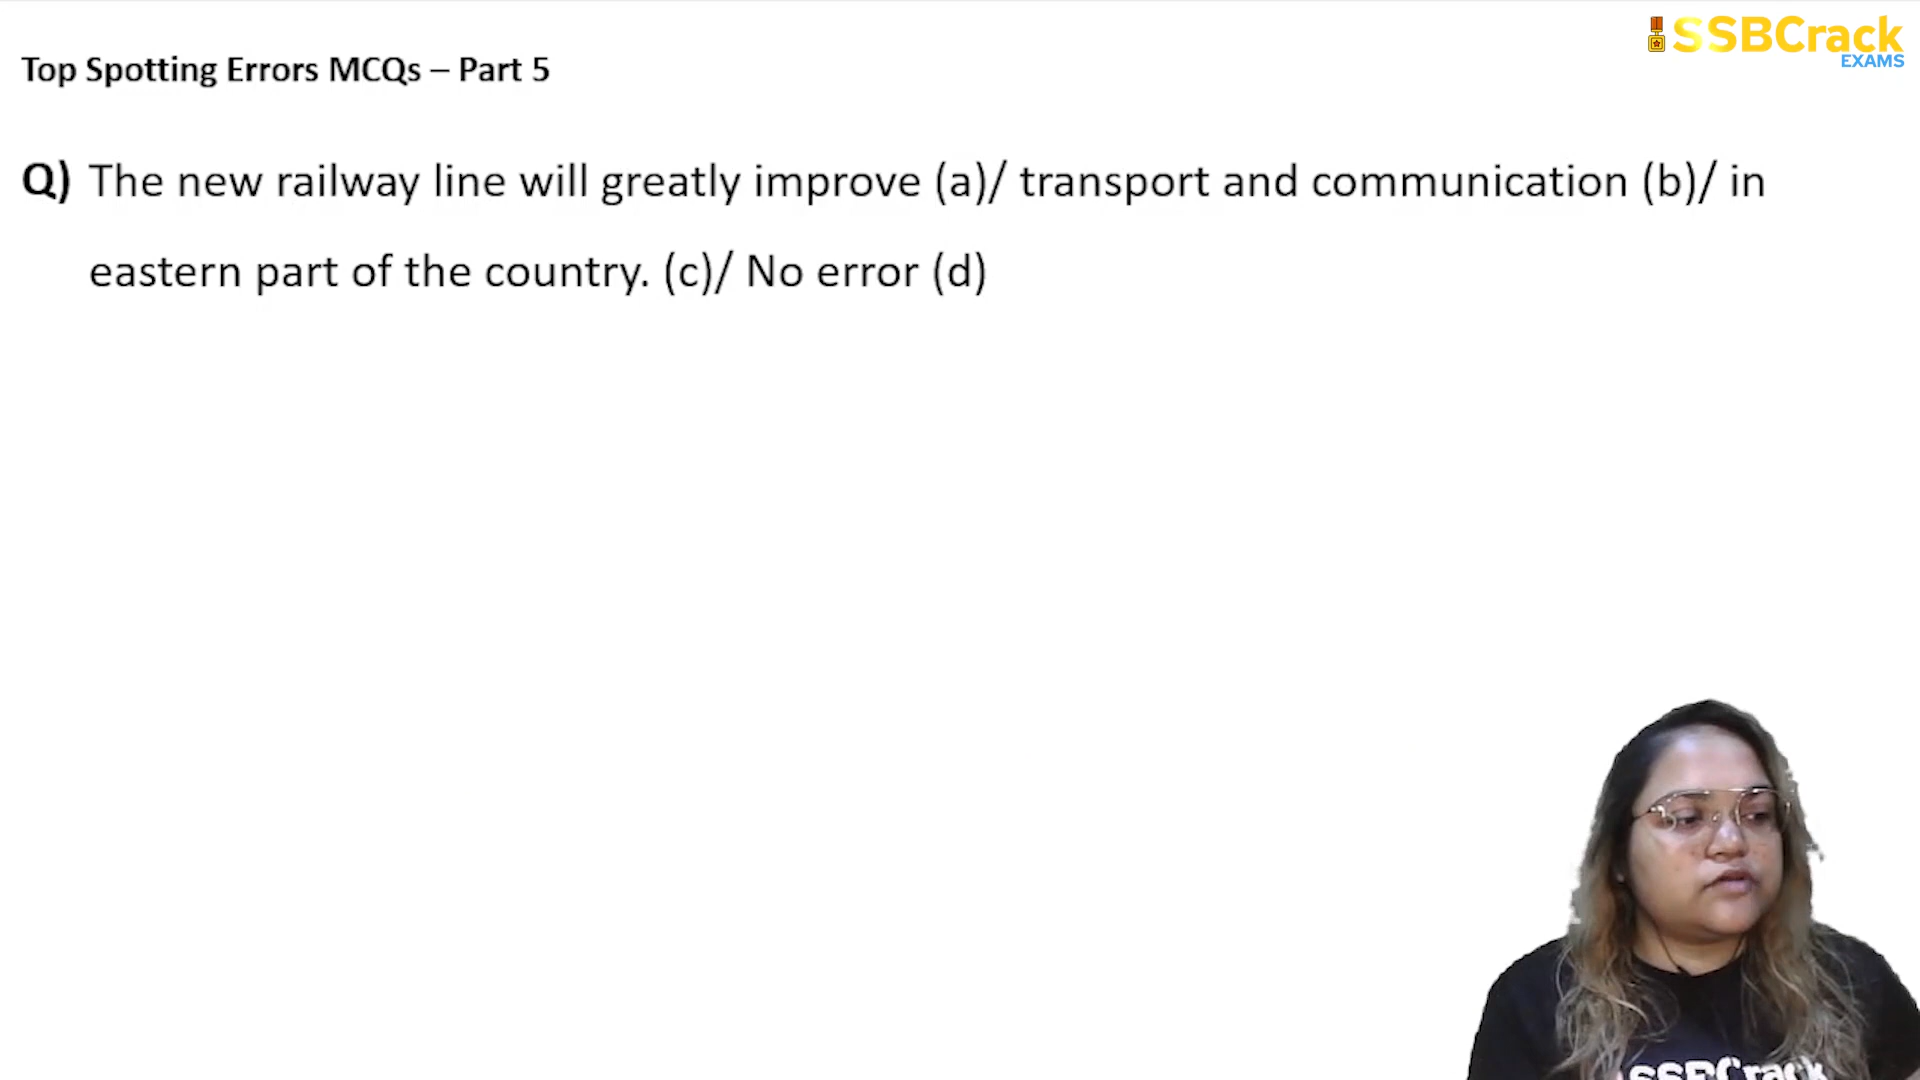 SSBCrack
EXAMS
Top Spotting Errors MCQs – Part 5
Q) The new railway line will greatly improve (a)/ transport and communication (b)/ in
eastern part of the country. (c)/ No error (d)
SSBCrack